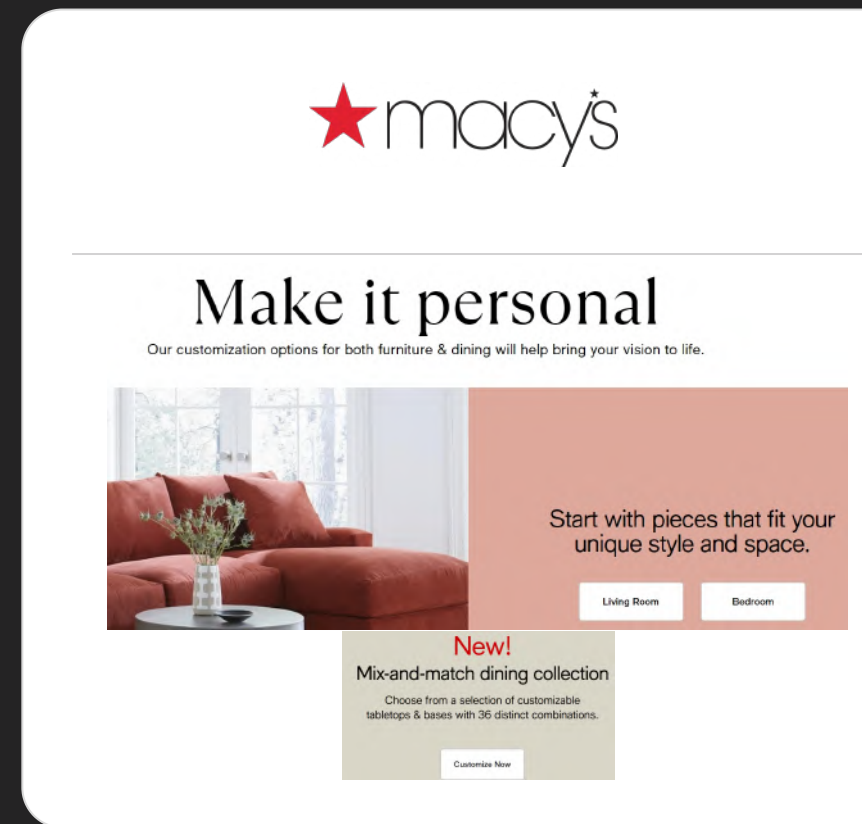 macy's
Make it personal
Our customization options for both furniture & dining will help bring your vision to life.
Start with pieces that fit your
unique style and space.
Living Room
Bedroom
New!
Mix-and-match dining collection
Choose from a selection of customizable
tabletops & bases with 36 distinct combinations.
Customize Now